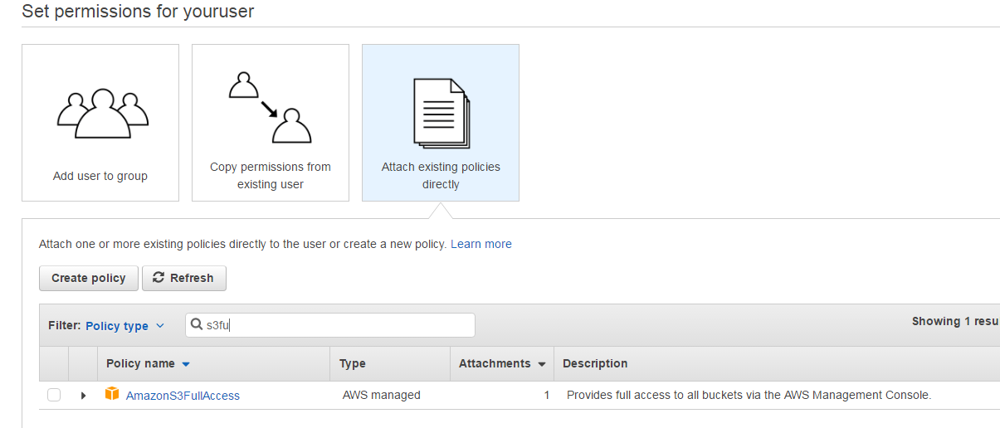 Set permissions for youruser
Add user to group
Copy permissions from
existing user
Attach existing policies
directly
Attach one or more existing policies directly to the user or create a new policy. Learn more
Create policy Refresh
Filter: Policy type s3fu Showing 1 resu
Policy name Type Attachments Description
AmazonS3FullAccess AWS managed 1 Provides full access to all buckets via the AWS Management Console.